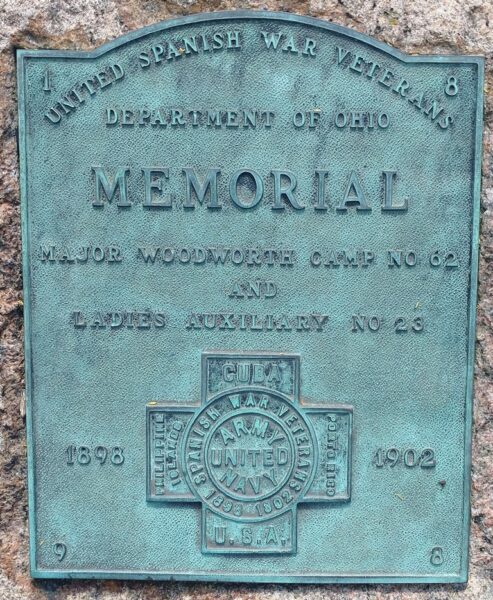 1 8
UNITED SPANISH WAR VETERANS
DEPARTMENT OF OHIO
MEMORIAL
MAJOR WOODWORTH CAMP NO 62
AND
LADIES AUXILIARY NO 23
CUBA
PHILIPPINE
ISLANDS
SPANISH WAR VETERANS
1898-1902
ARMY
UNITED
NAVY
PORTO RICO
U.S.A.
1898
1902
9 8